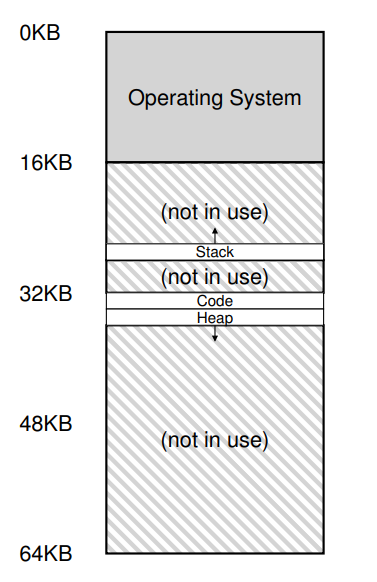 0KB
Operating System
16KB
(not in use)
Stack
(not in use)
32KB
Code
Heap
48KB
(not in use)
64KB